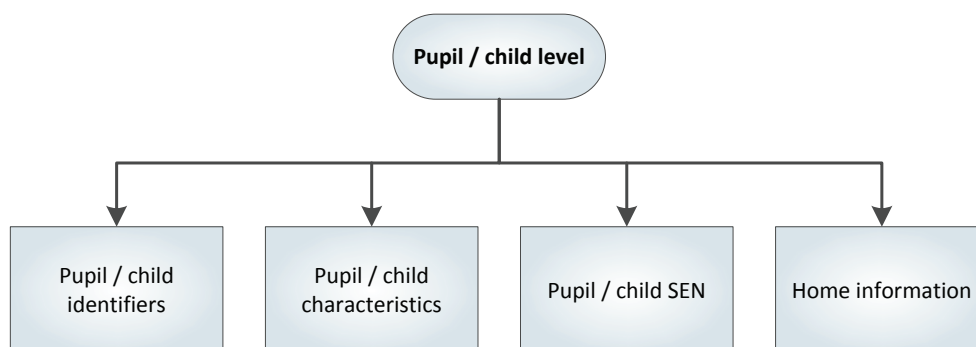 Pupil / child level
Pupil / child
identifiers
Pupil / child
characteristics
Pupil / child SEN
Home information